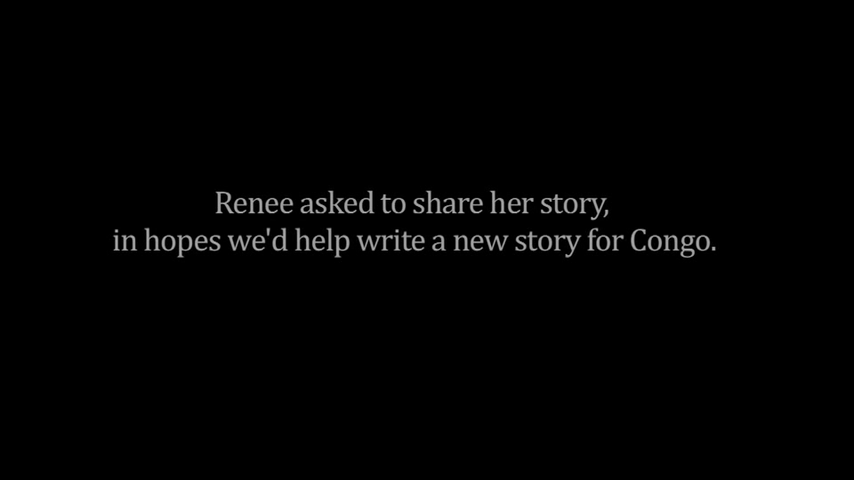 Renee asked to share her story,
in hopes we'd help write a new story for Congo.